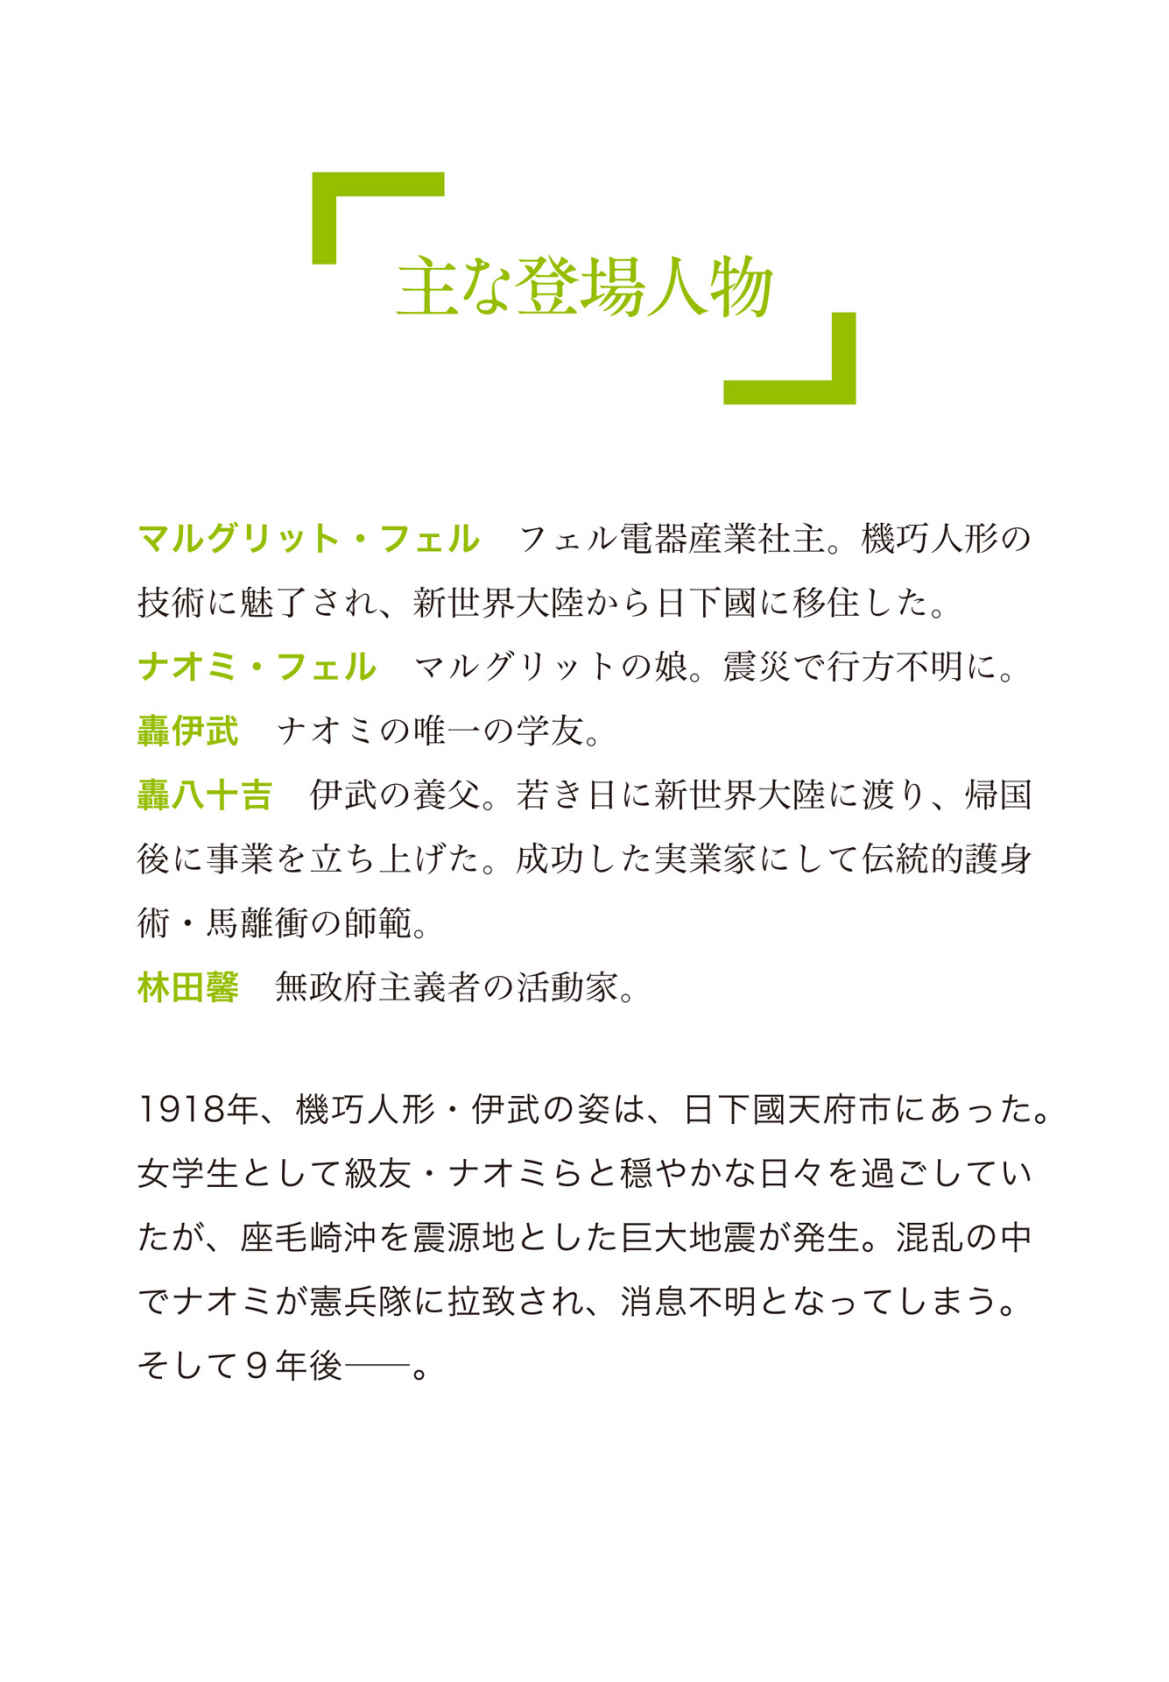 主な登場人物
マルグリット・フェル　フェル電器産業社主。機巧人形の
技術に魅了され、新世界大陸から日下國に移住した。
ナオミ・フェル　マルグリットの娘。震災で行方不明に。
轟伊武　ナオミの唯一の学友。
轟八十吉　伊武の養父。若き日に新世界大陸に渡り、帰国
後に事業を立ち上げた。成功した実業家にして伝統的護身
術・馬離衝の師範。
林田馨　無政府主義者の活動家。
1918年、機巧人形・伊武の姿は、日下國天府市にあった。
女学生として級友・ナオミらと穏やかな日々を過ごしてい
たが、座毛崎沖を震源地とした巨大地震が発生。混乱の中
でナオミが憲兵隊に拉致され、消息不明となってしまう。
そして９年後――。